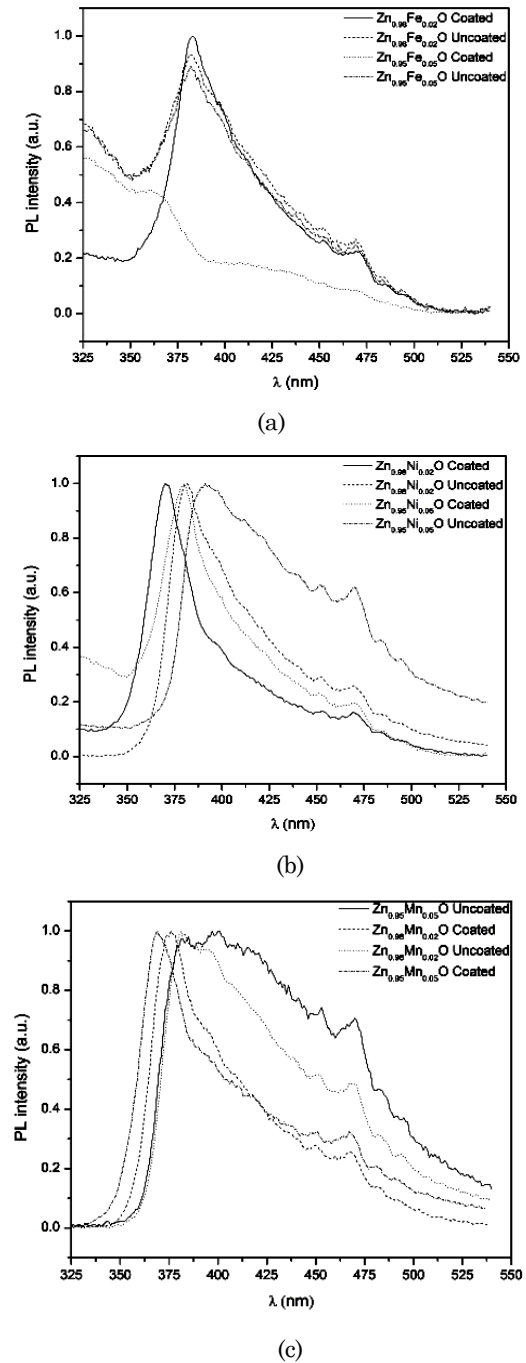 Zn0.98Fe0.02O Coated
Zn0.98Fe0.02O Uncoated
Zn0.95Fe0.05O Coated
Zn0.95Fe0.05O Uncoated
1.0
0.8
0.6
0.4
0.2
0.0
PL intensity (a.u.)
325 350 375 400 425 450 475 500 525 550
λ (nm)
(a)
Zn0.98Ni0.02O Coated
Zn0.98Ni0.02O Uncoated
Zn0.95Ni0.05O Coated
Zn0.95Ni0.05O Uncoated
1.0
0.8
0.6
0.4
0.2
0.0
PL intensity (a.u.)
325 350 375 400 425 450 475 500 525 550
λ (nm)
(b)
Zn0.95Mn0.05O Uncoated
Zn0.98Mn0.02O Coated
Zn0.98Mn0.02O Uncoated
Zn0.95Mn0.05O Coated
1.0
0.8
0.6
0.4
0.2
0.0
PL intensity (a.u.)
325 350 375 400 425 450 475 500 525 550
λ (nm)
(c)